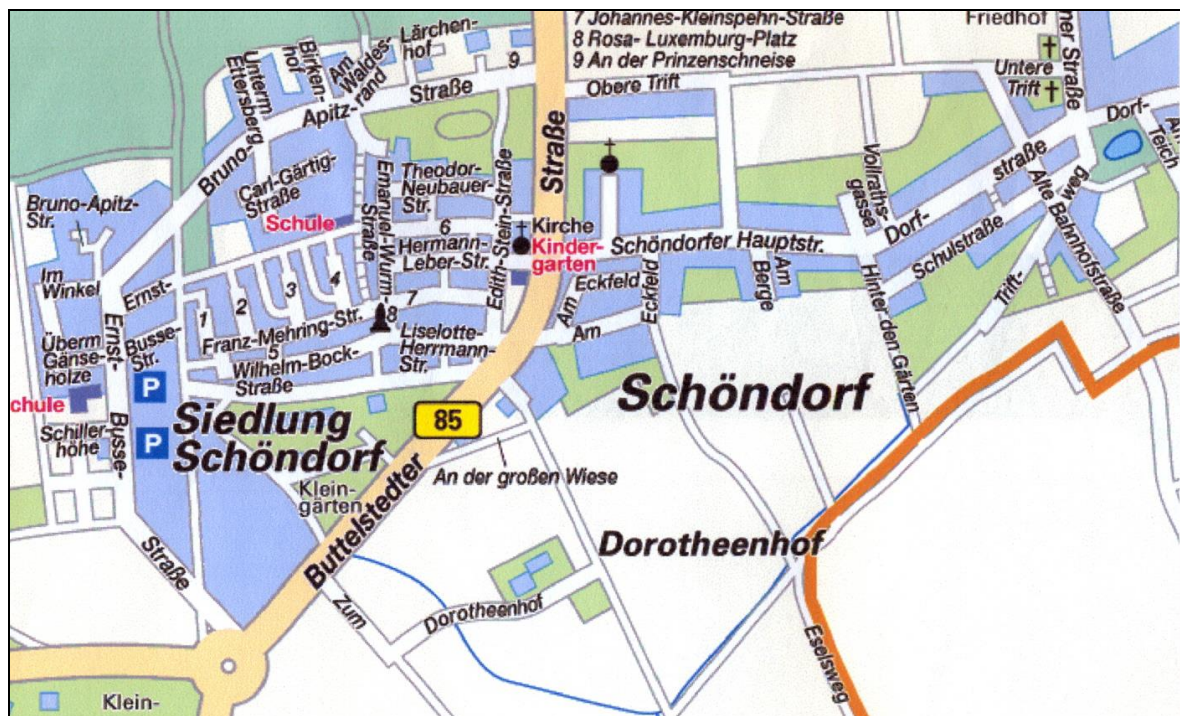 7 Johannes-Kleinspehn-Straße
8 Rosa- Luxemburg-Platz
9 An der Prinzenschneise
Friedhof
ner Straße
Untere
Trift
Obere Trift
Lärchen-
hof
Am
Waldes-
rand
Birken-
hof
Unterm
Ettersberg
9
Bruno-
Apitz-
Straße
Dorf-
straße
Am
Teich
Vollraths-
gasse
Theodor-
Neubauer-
Str.
Carl-Gärtig-
Straße
Schule
Emanuel-Wurm-
Straße
Edith-Stein-Straße
6
Hermann-
Leber-Str.
Kirche
Kinder-
garten
Schöndorfer Hauptstr.
Dorf-
Schulstraße
weg
Alte Bahnhofstraße
Trift-
Bruno-Apitz-
Str.
Im
Winkel
Ernst-
Busse-
Str.
1
2
3
4
5
7
8
Franz-Mehring-Str.
Wilhelm-Bock-
Straße
Liselotte-
Herrmann-
Str.
Am
Eckfeld
Am
Eckfeld
Am
Berge
Hinter den Gärten
Überm
Gänse-
hölze
chule
Schiller-
höhe
Ernst-
Busse-
Straße
P
P
Siedlung
Schöndorf
Schöndorf
85
Straße
Buttelstedter
An der großen Wiese
Klein-
gärten
Dorotheenhof
Zum
Dorotheenhof
Eselsweg
Klein-